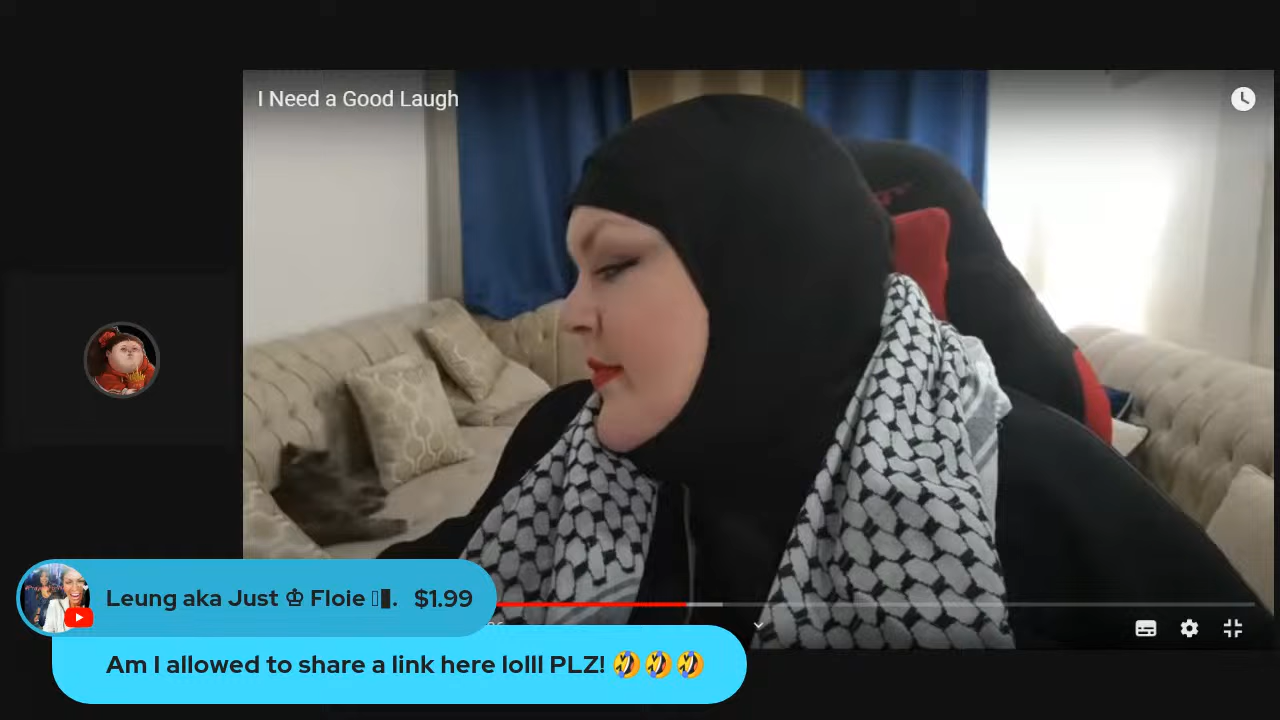 I Need a Good Laugh
Leung aka Just ♔ Floie ▯▮. $1.99
Am I allowed to share a link here lolll PLZ! 🤣🤣🤣